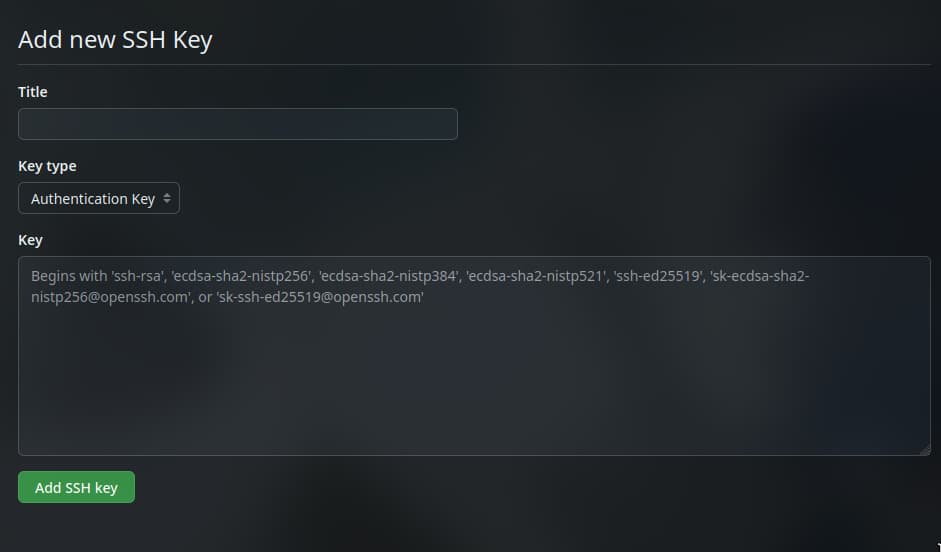 Add new SSH Key
Title
Key type
Authentication Key
Key
Begins with 'ssh-rsa', 'ecdsa-sha2-nistp256', 'ecdsa-sha2-nistp384', 'ecdsa-sha2-nistp521', 'ssh-ed25519', 'sk-ecdsa-sha2-
nistp256@openssh.com', or 'sk-ssh-ed25519@openssh.com'
Add SSH key